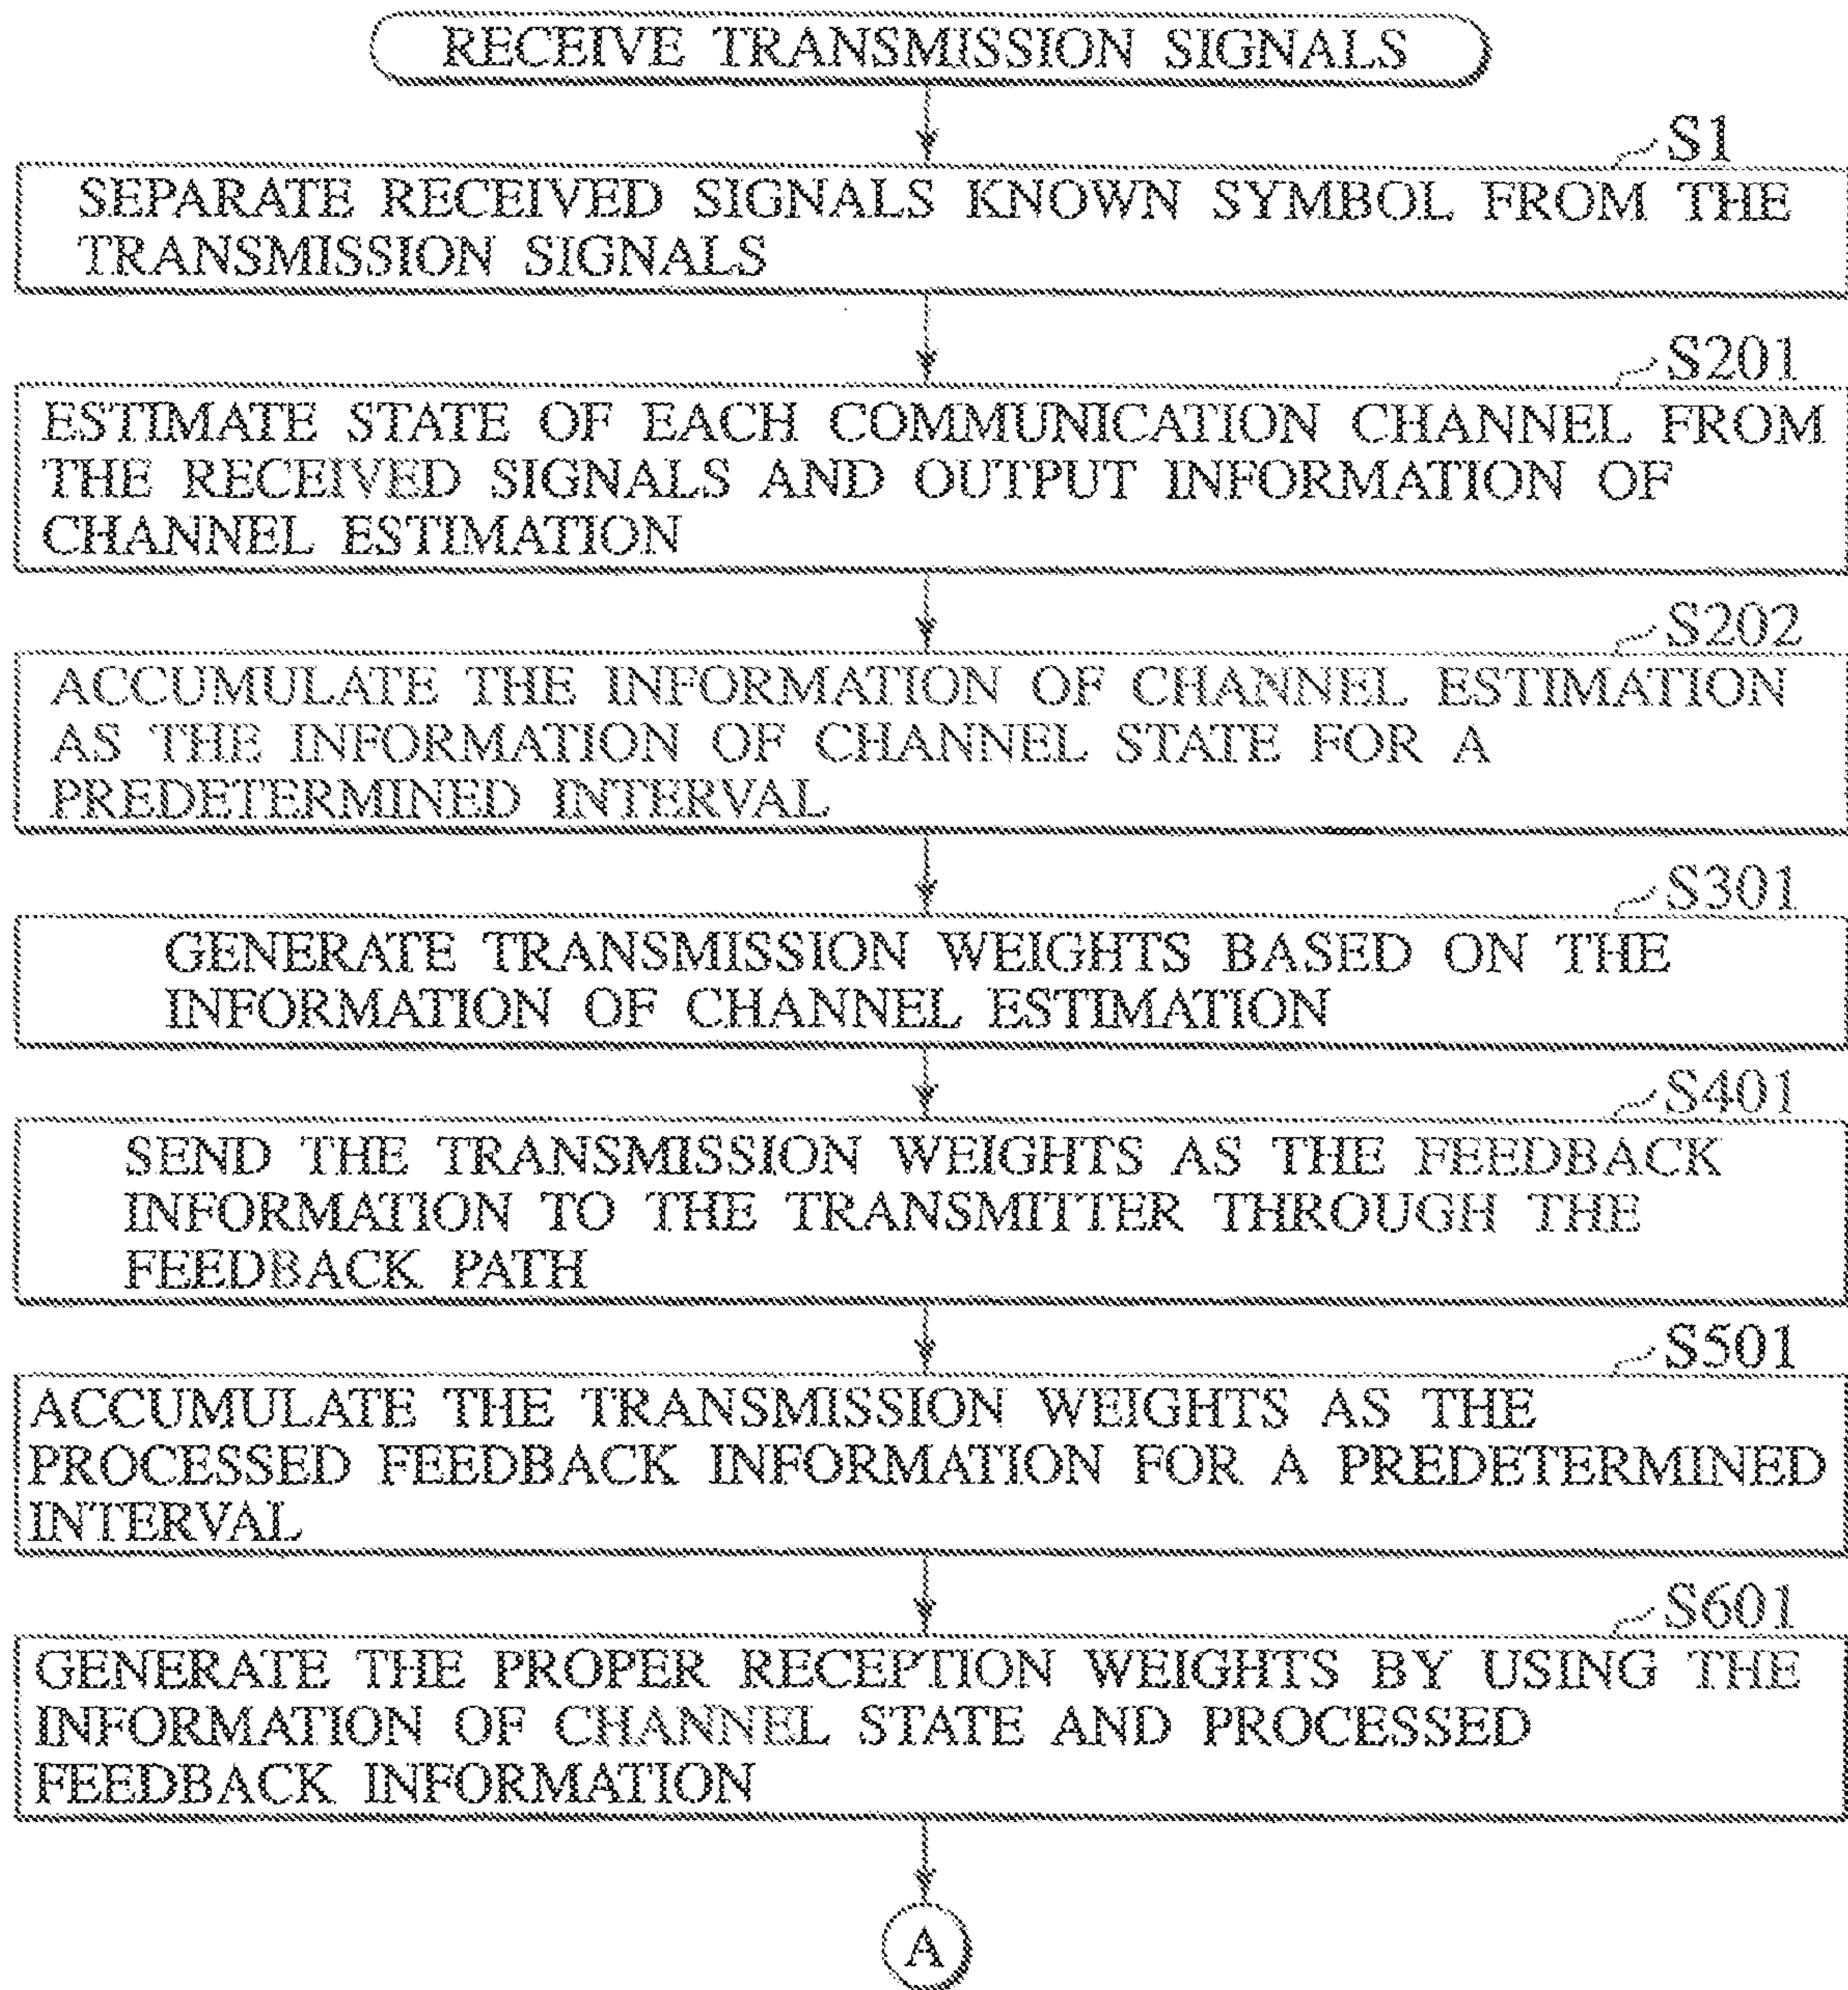 RECEIVE TRANSMISSION SIGNALS
S1
SEPARATE RECEIVED SIGNALS KNOWN SYMBOL FROM THE
TRANSMISSION SIGNALS
S201
ESTIMATE STATE OF EACH COMMUNICATION CHANNEL FROM
THE RECEIVED SIGNALS AND OUTPUT INFORMATION OF
CHANNEL ESTIMATION
S202
ACCUMULATE THE INFORMATION OF CHANNEL ESTIMATION
AS THE INFORMATION OF CHANNEL STATE FOR A
PREDETERMINED INTERVAL
S301
GENERATE TRANSMISSION WEIGHTS BASED ON THE
INFORMATION OF CHANNEL ESTIMATION
S401
SEND THE TRANSMISSION WEIGHTS AS THE FEEDBACK
INFORMATION TO THE TRANSMITTER THROUGH THE
FEEDBACK PATH
S501
ACCUMULATE THE TRANSMISSION WEIGHTS AS THE
PROCESSED FEEDBACK INFORMATION FOR A PREDETERMINED
INTERVAL
S601
GENERATE THE PROPER RECEPTION WEIGHTS BY USING THE
INFORMATION OF CHANNEL STATE AND PROCESSED
FEEDBACK INFORMATION
A